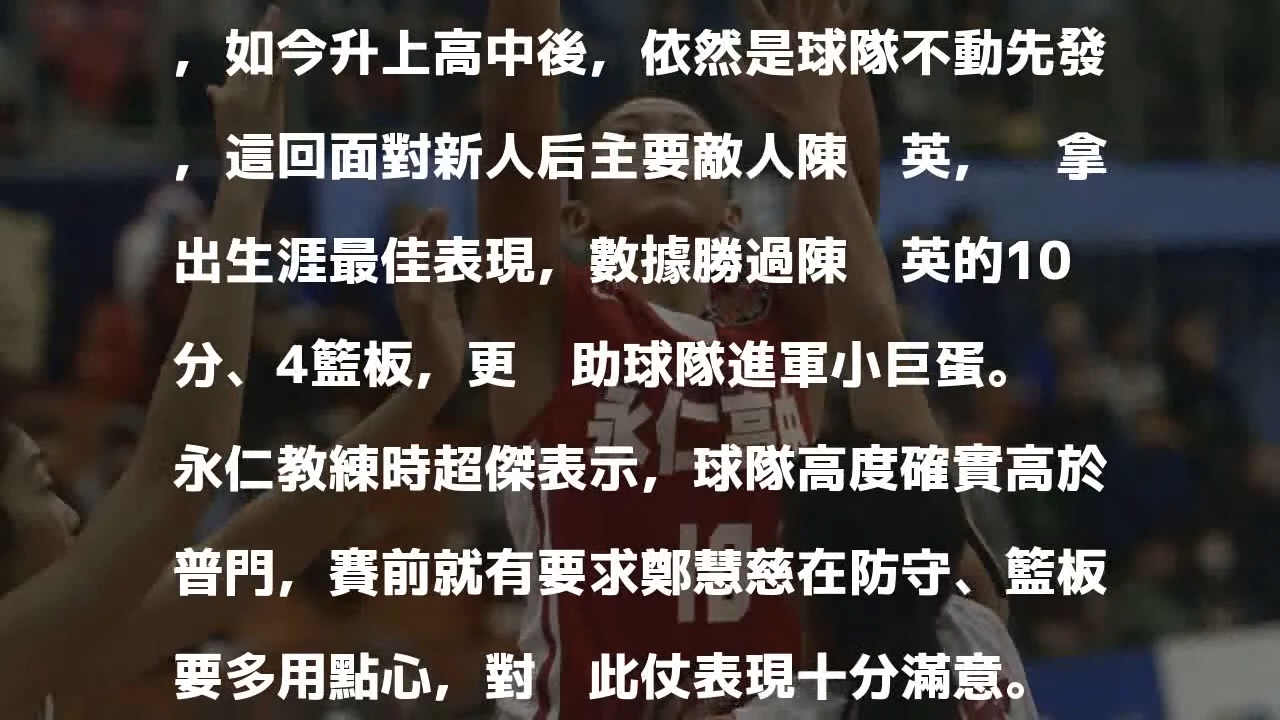 ，如今升上高中後，依然是球隊不動先發
，這回面對新人后主要敵人陳　英，　拿
出生涯最佳表現，數據勝過陳　英的10
分、4籃板，更　助球隊進軍小巨蛋。
永仁教練時超傑表示，球隊高度確實高於
普門，賽前就有要求鄭慧慈在防守、籃板
要多用點心，對　此仗表現十分滿意。
永仁高中